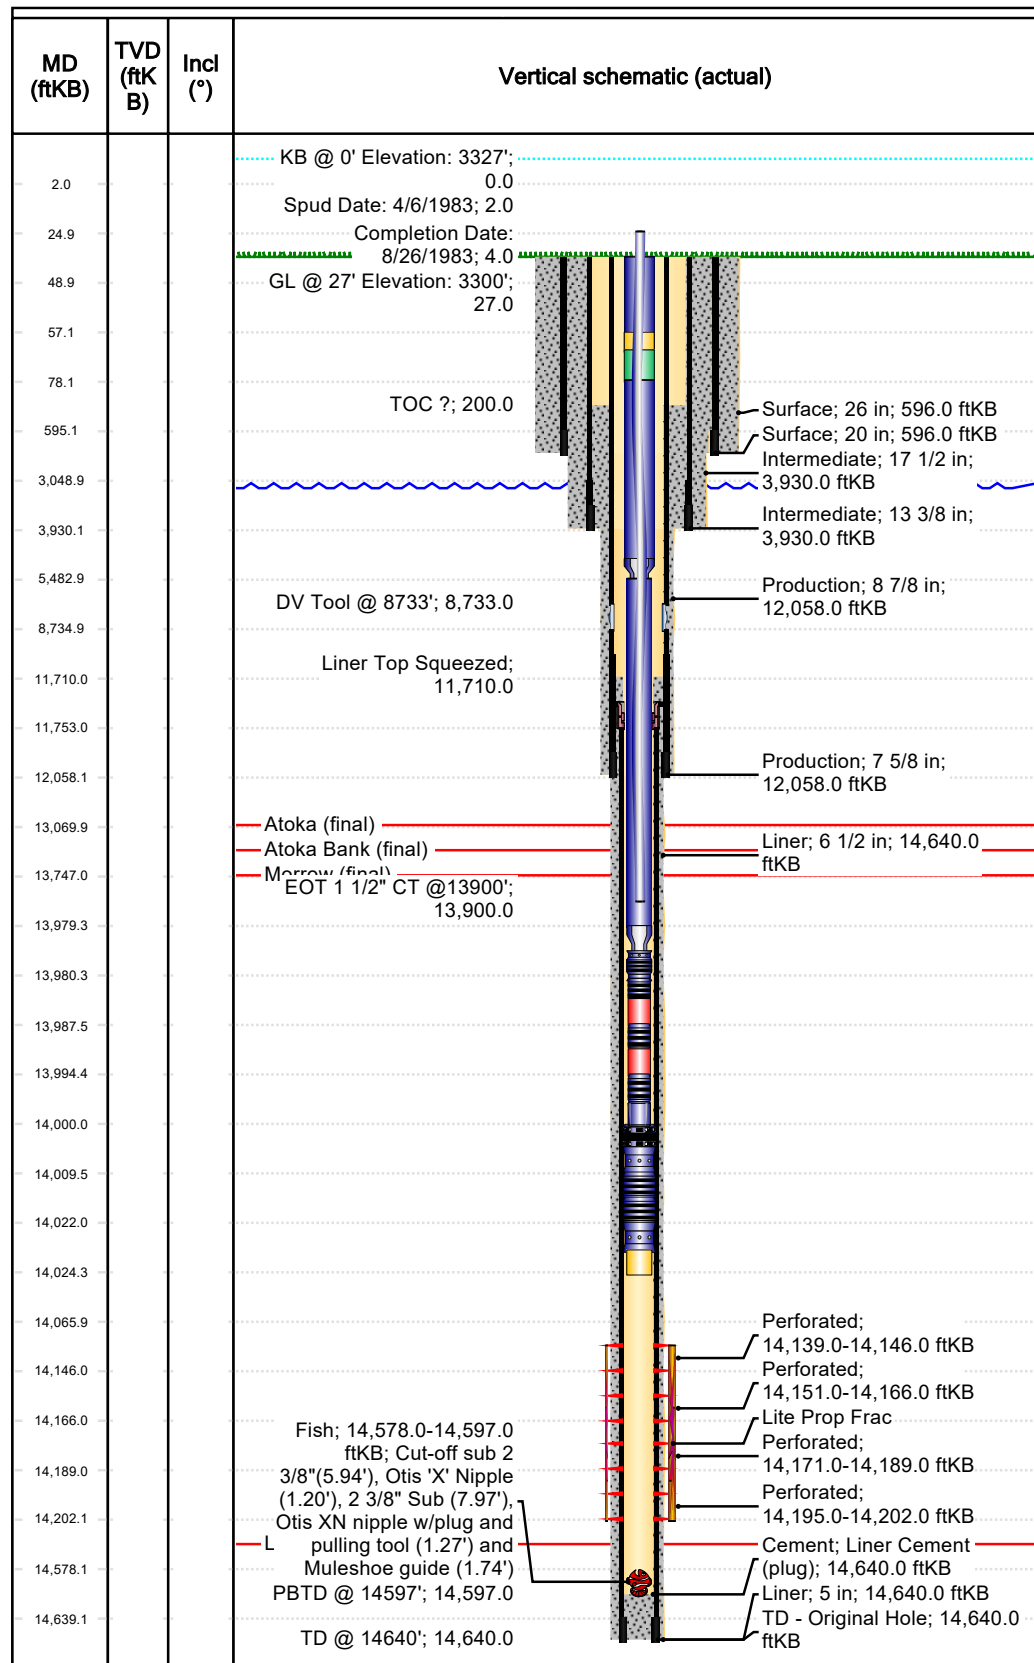 MD (ftKB)
TVD (ftK B)
Incl (°)
Vertical schematic (actual)
2.0
24.9
48.9
57.1
78.1
595.1
3,048.9
3,930.1
5,482.9
8,734.9
11,710.0
11,753.0
12,058.1
13,069.9
13,747.0
13,979.3
13,980.3
13,987.5
13,994.4
14,000.0
14,009.5
14,022.0
14,024.3
14,065.9
14,146.0
14,166.0
14,189.0
14,202.1
14,578.1
14,639.1
KB @ 0' Elevation: 3327';
0.0
Spud Date: 4/6/1983; 2.0
Completion Date:
8/26/1983; 4.0
GL @ 27' Elevation: 3300';
27.0
TOC ?; 200.0
DV Tool @ 8733'; 8,733.0
Liner Top Squeezed;
11,710.0
Atoka (final)
Atoka Bank (final)
Morrow (final)
EOT 1 1/2" CT @13900';
13,900.0
Fish; 14,578.0-14,597.0
ftKB; Cut-off sub 2
3/8"(5.94'), Otis 'X' Nipple
(1.20'), 2 3/8" Sub (7.97'),
Otis XN nipple w/plug and
pulling tool (1.27') and
Muleshoe guide (1.74')
L
PBTD @ 14597'; 14,597.0
TD @ 14640'; 14,640.0
Surface; 26 in; 596.0 ftKB
Surface; 20 in; 596.0 ftKB
Intermediate; 17 1/2 in;
3,930.0 ftKB
Intermediate; 13 3/8 in;
3,930.0 ftKB
Production; 8 7/8 in;
12,058.0 ftKB
Production; 7 5/8 in;
12,058.0 ftKB
Liner; 6 1/2 in; 14,640.0
ftKB
Perforated;
14,139.0-14,146.0 ftKB
Perforated;
14,151.0-14,166.0 ftKB
Lite Prop Frac
Perforated;
14,171.0-14,189.0 ftKB
Perforated;
14,195.0-14,202.0 ftKB
Cement; Liner Cement
(plug); 14,640.0 ftKB
Liner; 5 in; 14,640.0 ftKB
TD - Original Hole; 14,640.0
ftKB